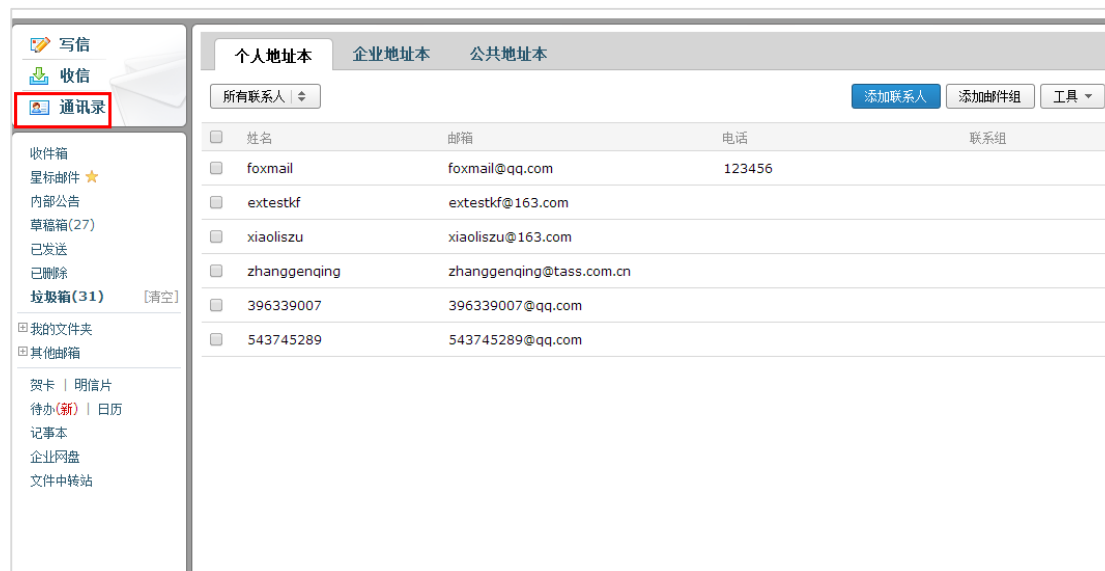 写信
收信
通讯录
收件箱
星标邮件
内部公告
草稿箱(27)
已发送
已删除
垃圾箱(31) [清空]
我的文件夹
其他邮箱
贺卡 | 明信片
待办(新) | 日历
记事本
企业网盘
文件中转站
个人地址本 企业地址本 公共地址本
所有联系人 添加联系人 添加邮件组 工具
姓名 邮箱 电话 联系组
foxmail foxmail@qq.com 123456
extestkf extestkf@163.com
xiaoliszu xiaoliszu@163.com
zhanggenqing zhanggenqing@tass.com.cn
396339007 396339007@qq.com
543745289 543745289@qq.com